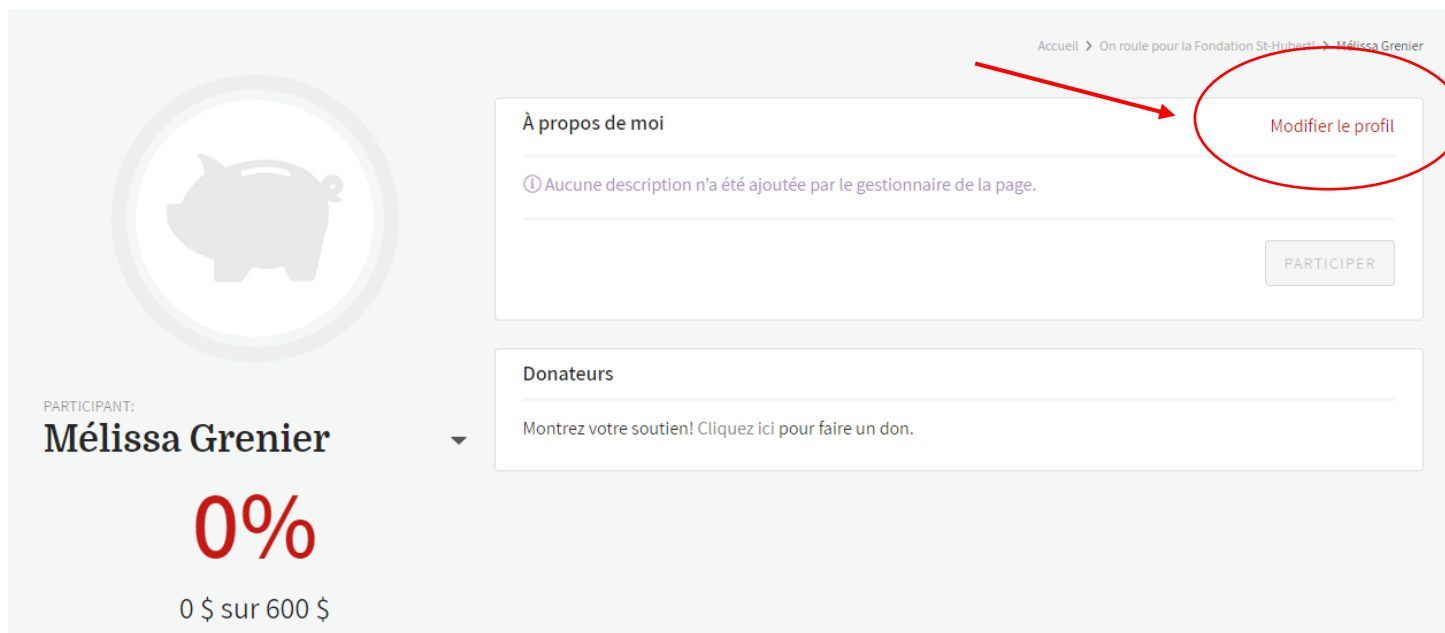 Accueil > On roule pour la Fondation St-Hubert! > Mélissa Grenier
À propos de moi
Modifier le profil
Aucune description n'a été ajoutée par le gestionnaire de la page.
PARTICIPER
Donateurs
Montrez votre soutien! Cliquez ici pour faire un don.
PARTICIPANT:
Mélissa Grenier
0%
0 $ sur 600 $